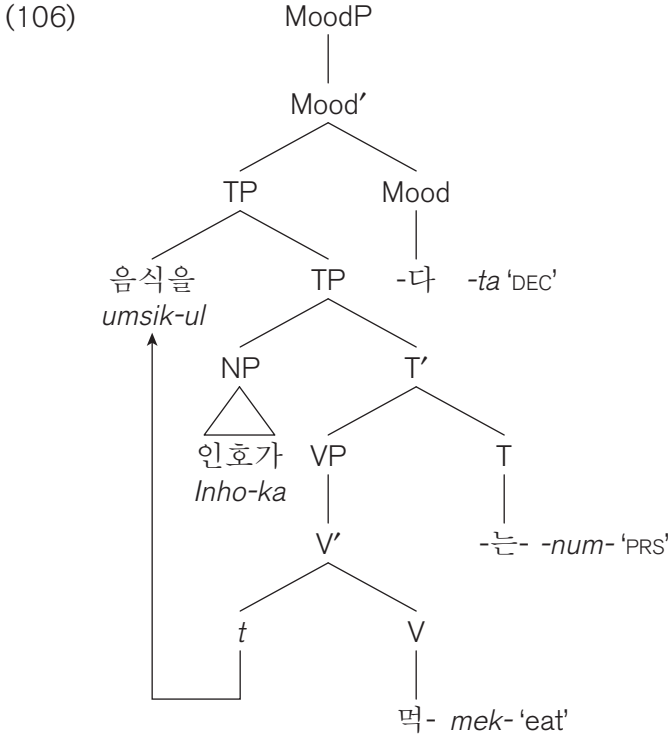 (106)
MoodP
Mood′
TP Mood
음식을 TP -다 -ta ‘DEC’
umsik-ul
NP T′
인호가 VP T
Inho-ka
V′ -는- -num- ‘PRS’
t V
먹- mek- ‘eat’